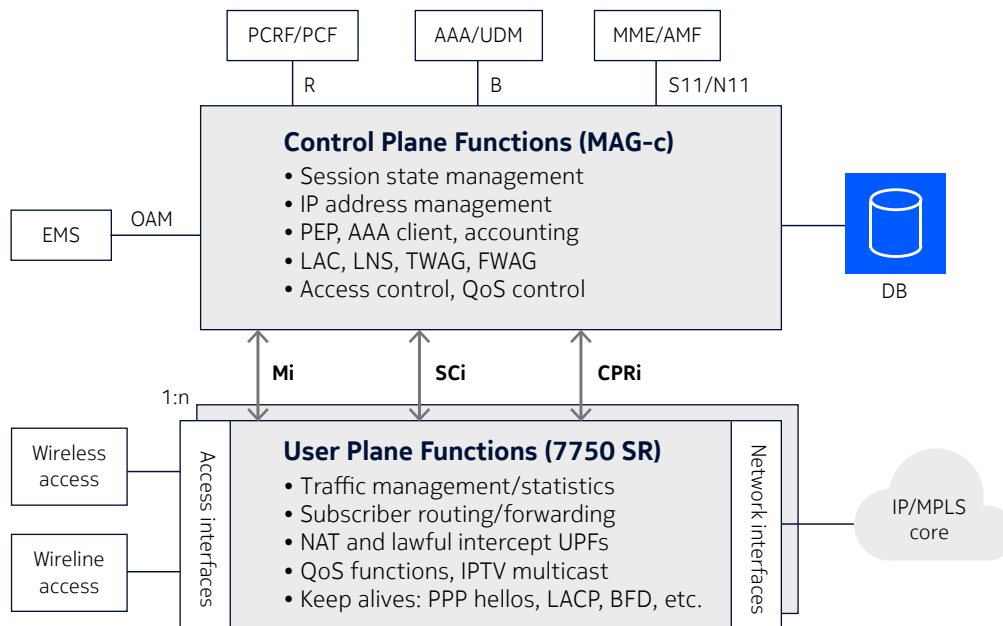 PCRF/PCF
AAA/UDM
MME/AMF
R
B
S11/N11
Control Plane Functions (MAG-c)
• Session state management
• IP address management
• PEP, AAA client, accounting
• LAC, LNS, TWAG, FWAG
• Access control, QoS control
EMS
OAM
DB
Mi
SCi
CPRi
1:n
Wireless
access
Wireline
access
Access interfaces
User Plane Functions (7750 SR)
• Traffic management/statistics
• Subscriber routing/forwarding
• NAT and lawful intercept UPFs
• QoS functions, IPTV multicast
• Keep alives: PPP hellos, LACP, BFD, etc.
Network interfaces
IP/MPLS
core